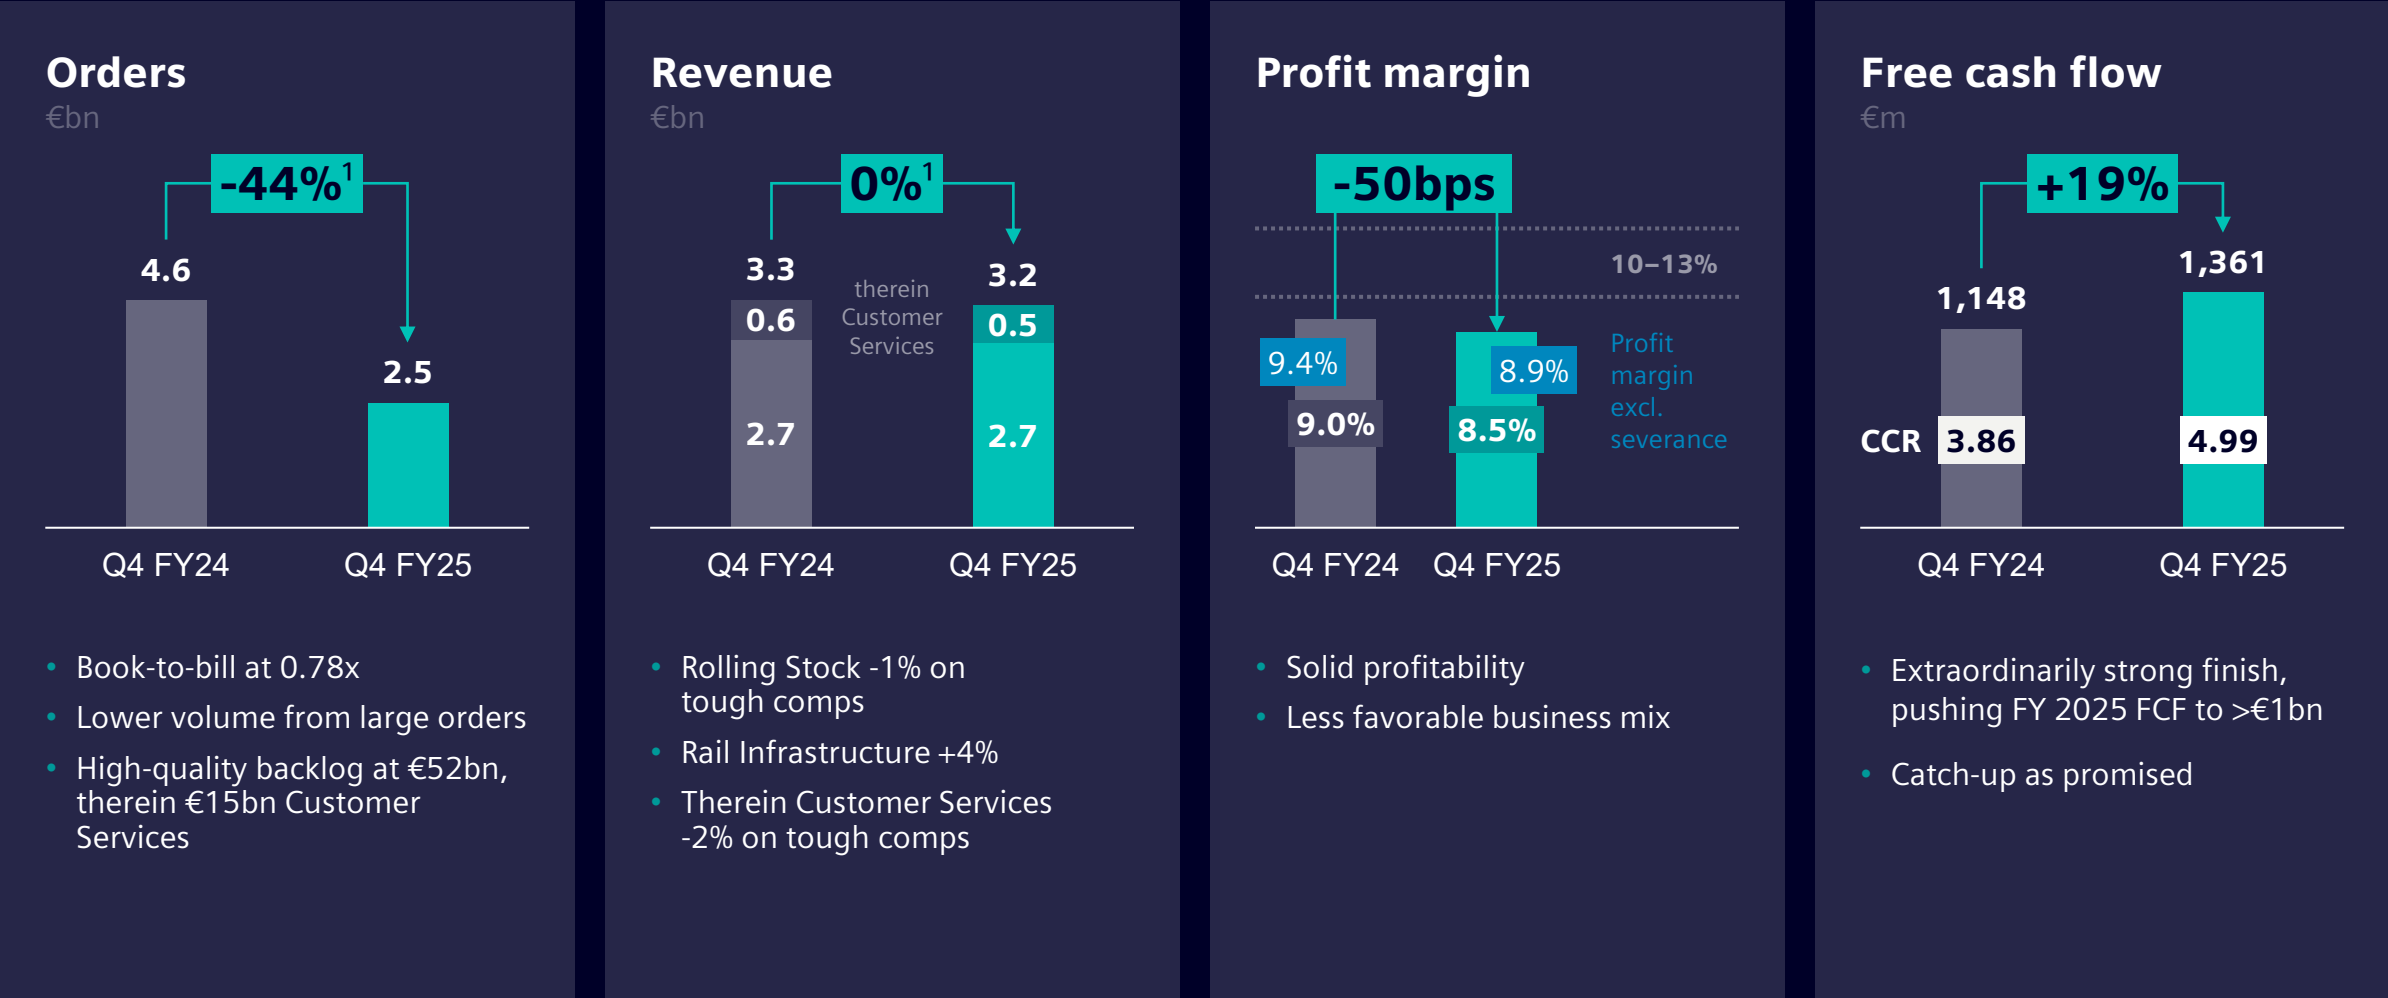 Orders
€bn
-44%1
4.6
2.5
Q4 FY24
Q4 FY25
• Book-to-bill at 0.78x
• Lower volume from large orders
• High-quality backlog at €52bn,
therein €15bn Customer
Services
Revenue
€bn
0%1
3.3
0.6
2.7
therein
Customer
Services
3.2
0.5
2.7
Q4 FY24
Q4 FY25
• Rolling Stock -1% on
tough comps
• Rail Infrastructure +4%
• Therein Customer Services
-2% on tough comps
Profit margin
-50bps
10–13%
9.4%
9.0%
8.9%
8.5%
Profit
margin
excl.
severance
Q4 FY24
Q4 FY25
• Solid profitability
• Less favorable business mix
Free cash flow
€m
+19%
1,148
1,361
CCR
3.86
4.99
Q4 FY24
Q4 FY25
• Extraordinarily strong finish,
pushing FY 2025 FCF to >€1bn
• Catch-up as promised